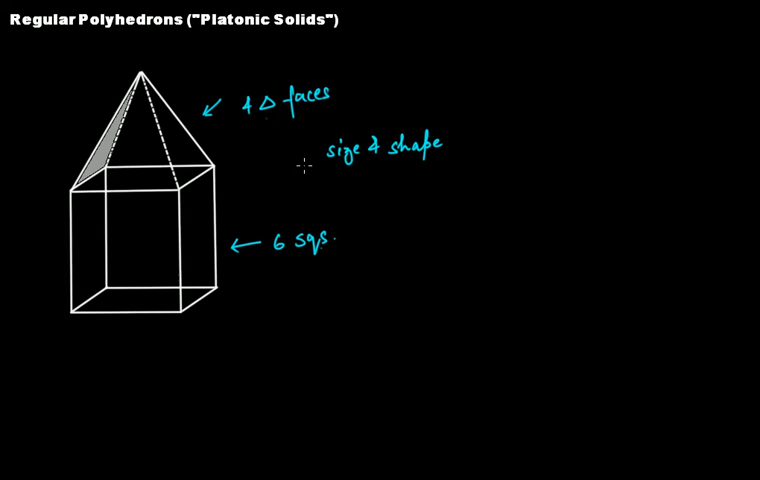 Regular Polyhedrons ("Platonic Solids")
4 Δ faces
size & shape
6 sqs.